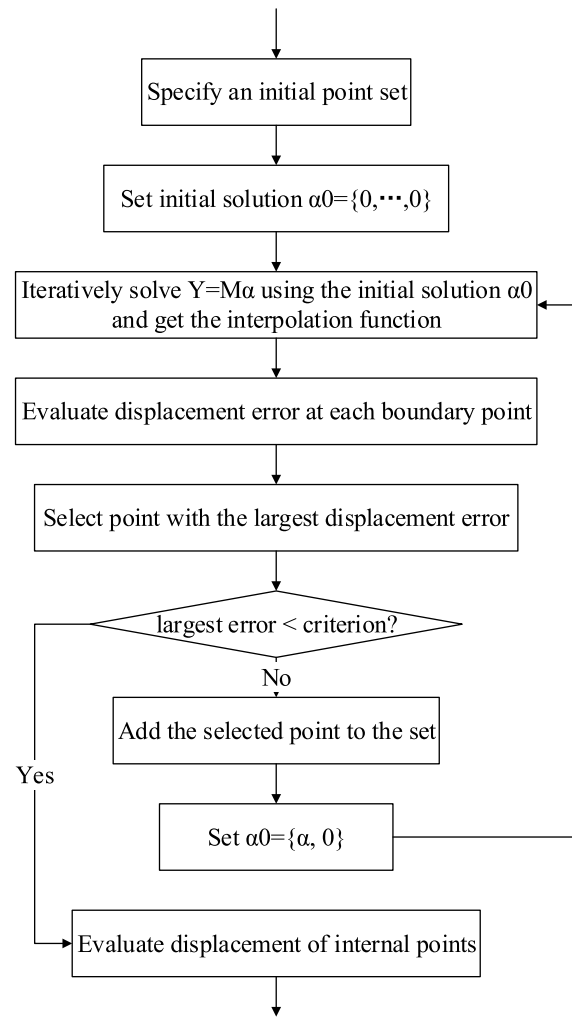 Specify an initial point set
Set initial solution α0={0,⋯,0}
Iteratively solve Y=Mα using the initial solution α0
and get the interpolation function
Evaluate displacement error at each boundary point
Select point with the largest displacement error
largest error < criterion?
No
Add the selected point to the set
Yes
Set α0={α, 0}
Evaluate displacement of internal points